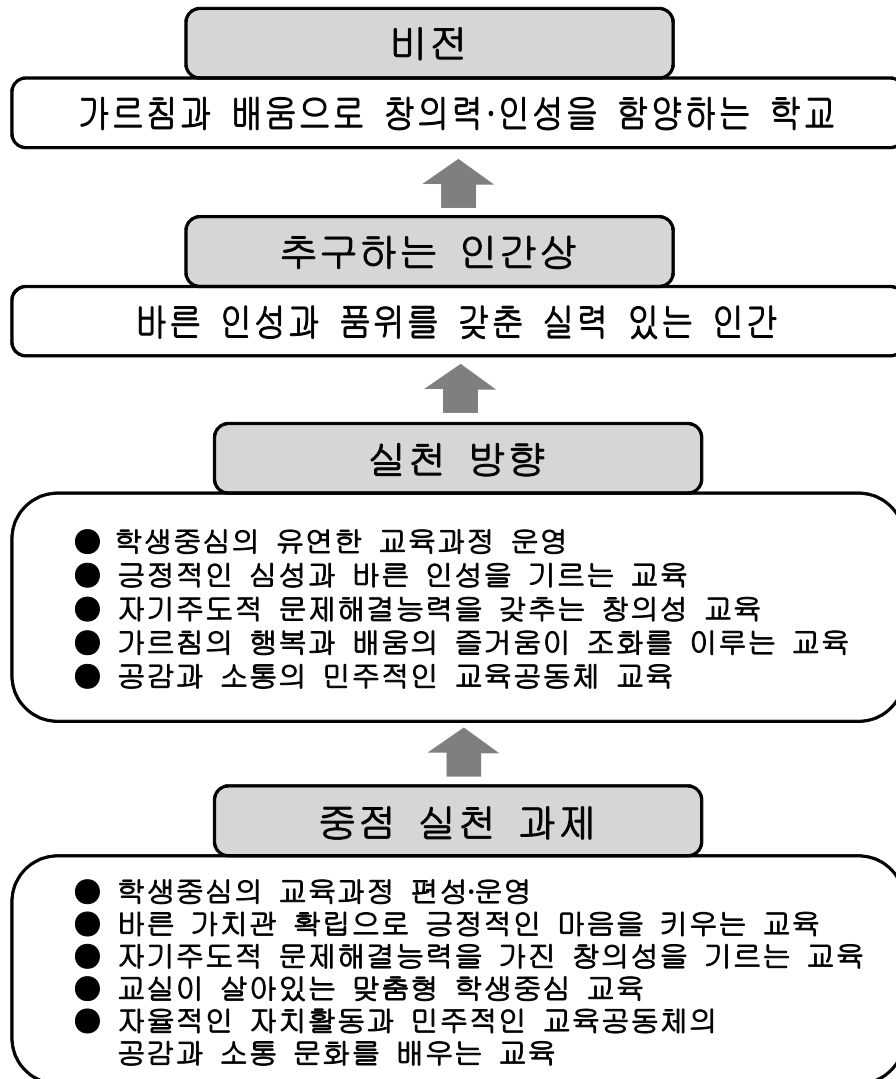 비전
가르침과 배움으로 창의력·인성을 함양하는 학교
추구하는 인간상
바른 인성과 품위를 갖춘 실력 있는 인간
실천 방향
● 학생중심의 유연한 교육과정 운영
● 긍정적인 심성과 바른 인성을 기르는 교육
● 자기주도적 문제해결능력을 갖추는 창의성 교육
● 가르침의 행복과 배움의 즐거움이 조화를 이루는 교육
● 공감과 소통의 민주적인 교육공동체 교육
중점 실천 과제
● 학생중심의 교육과정 편성·운영
● 바른 가치관 확립으로 긍정적인 마음을 키우는 교육
● 자기주도적 문제해결능력을 가진 창의성을 기르는 교육
● 교실이 살아있는 맞춤형 학생중심 교육
● 자율적인 자치활동과 민주적인 교육공동체의
공감과 소통 문화를 배우는 교육